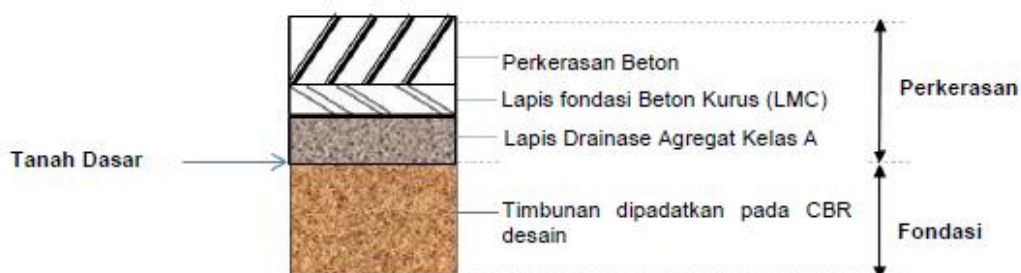 Perkerasan Beton
Lapis fondasi Beton Kurus (LMC)
Perkerasan
Lapis Drainase Agregat Kelas A
Tanah Dasar
Timbunan dipadatkan pada CBR
desain
Fondasi